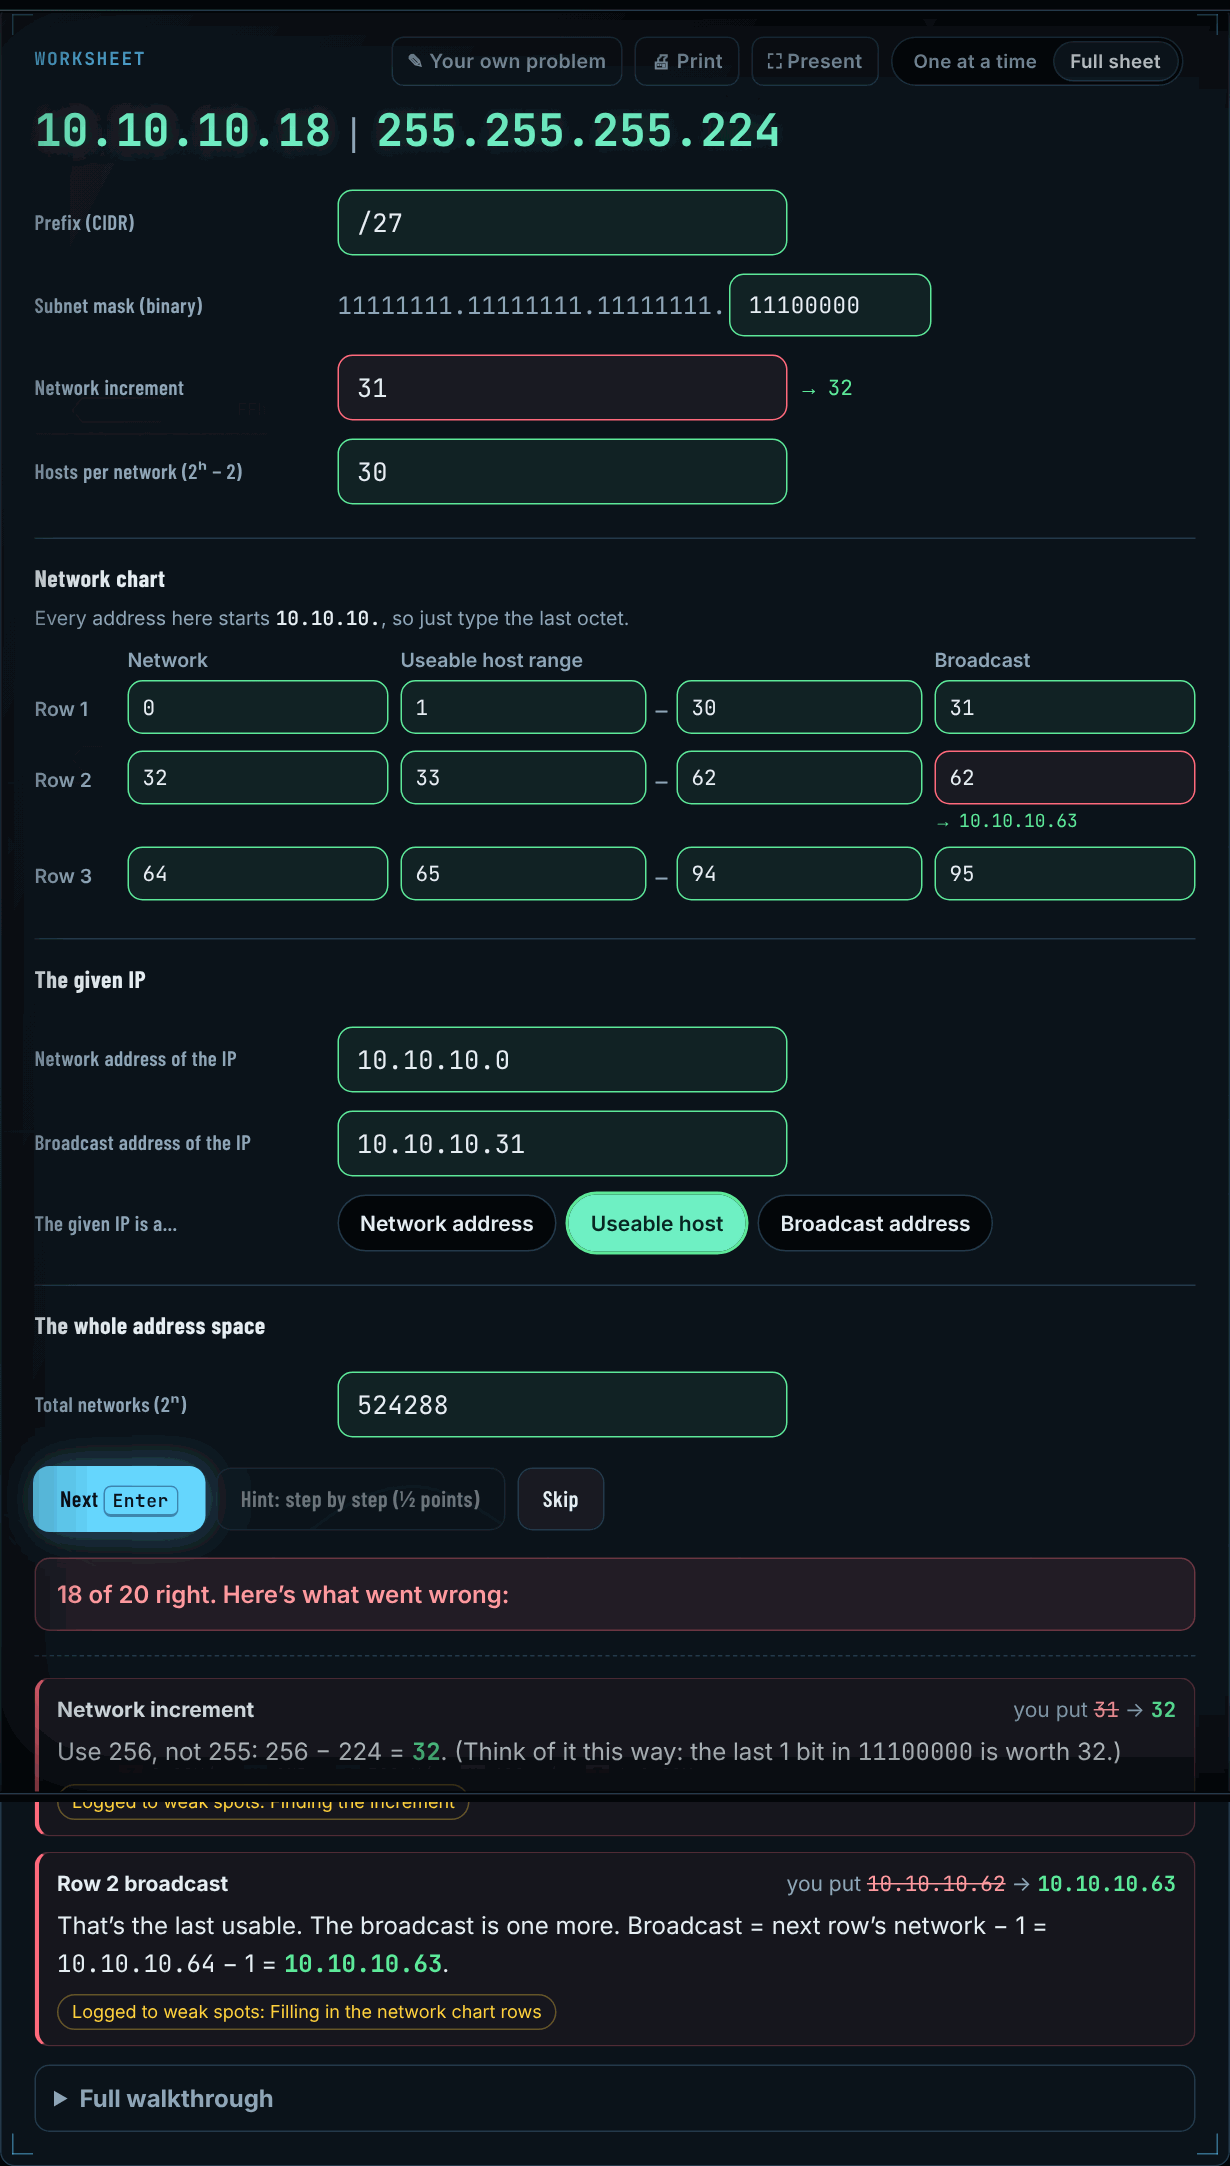 WORKSHEET
✎ Your own problem
🖨 Print
⛶ Present
One at a time
Full sheet
10.10.10.18 | 255.255.255.224
Prefix (CIDR)
/27
Subnet mask (binary)
11111111.11111111.11111111.
11100000
Network increment
31
→ 32
Hosts per network (2ʰ − 2)
30
Network chart
Every address here starts 10.10.10., so just type the last octet.
Network
Useable host range
Broadcast
Row 1
0
1
–
30
31
Row 2
32
33
–
62
62
→ 10.10.10.63
Row 3
64
65
–
94
95
The given IP
Network address of the IP
10.10.10.0
Broadcast address of the IP
10.10.10.31
The given IP is a…
Network address
Useable host
Broadcast address
The whole address space
Total networks (2ⁿ)
524288
Next Enter
Hint: step by step (½ points)
Skip
18 of 20 right. Here’s what went wrong:
Network increment
you put 31 → 32
Use 256, not 255: 256 − 224 = 32. (Think of it this way: the last 1 bit in 11100000 is worth 32.)
Logged to weak spots: Finding the increment
Row 2 broadcast
you put 10.10.10.62 → 10.10.10.63
That’s the last usable. The broadcast is one more. Broadcast = next row’s network − 1 =
10.10.10.64 − 1 = 10.10.10.63.
Logged to weak spots: Filling in the network chart rows
▶ Full walkthrough